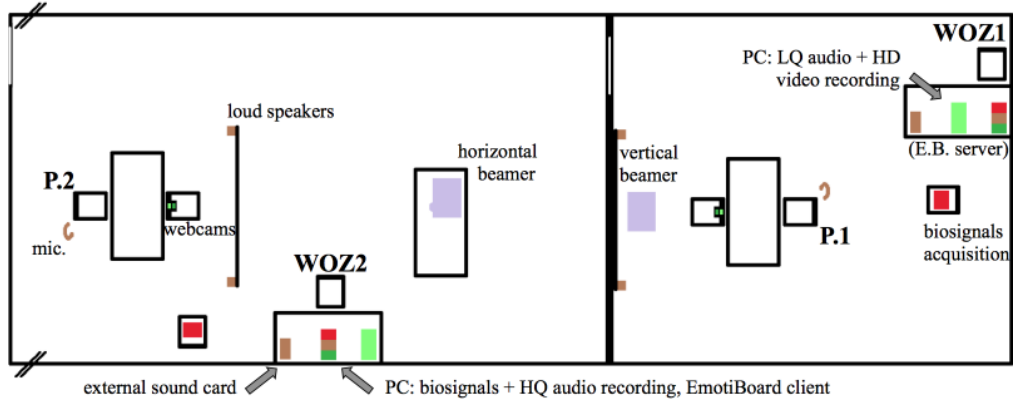 WOZ1
PC: LQ audio + HD
video recording
loud speakers
horizontal
beamer
vertical
beamer
(E.B. server)
P.2
webcams
mic.
P.1
biosignals
acquisition
WOZ2
external sound card
PC: biosignals + HQ audio recording, EmotiBoard client